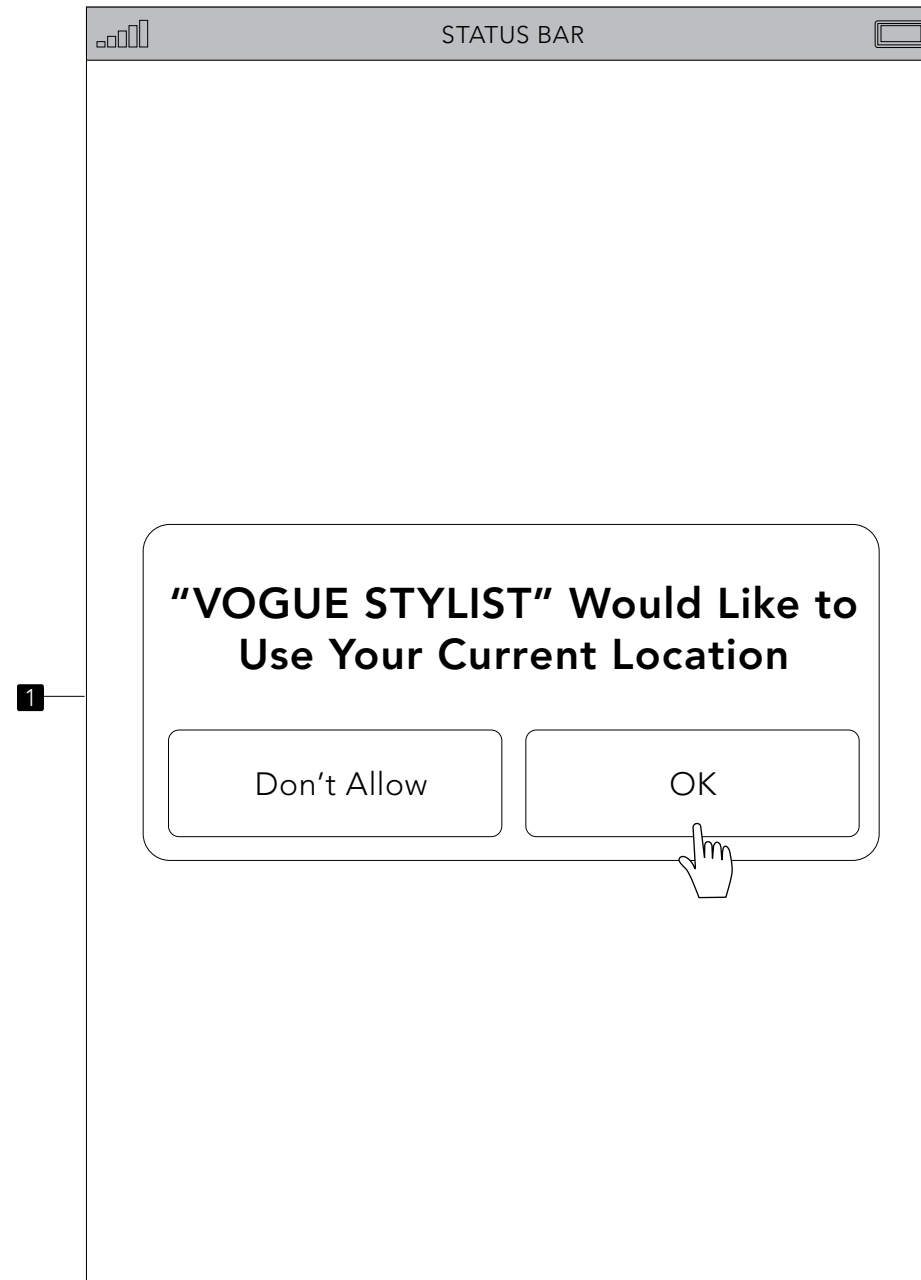 STATUS BAR
“VOGUE STYLIST” Would Like to
Use Your Current Location
1
Don’t Allow
OK